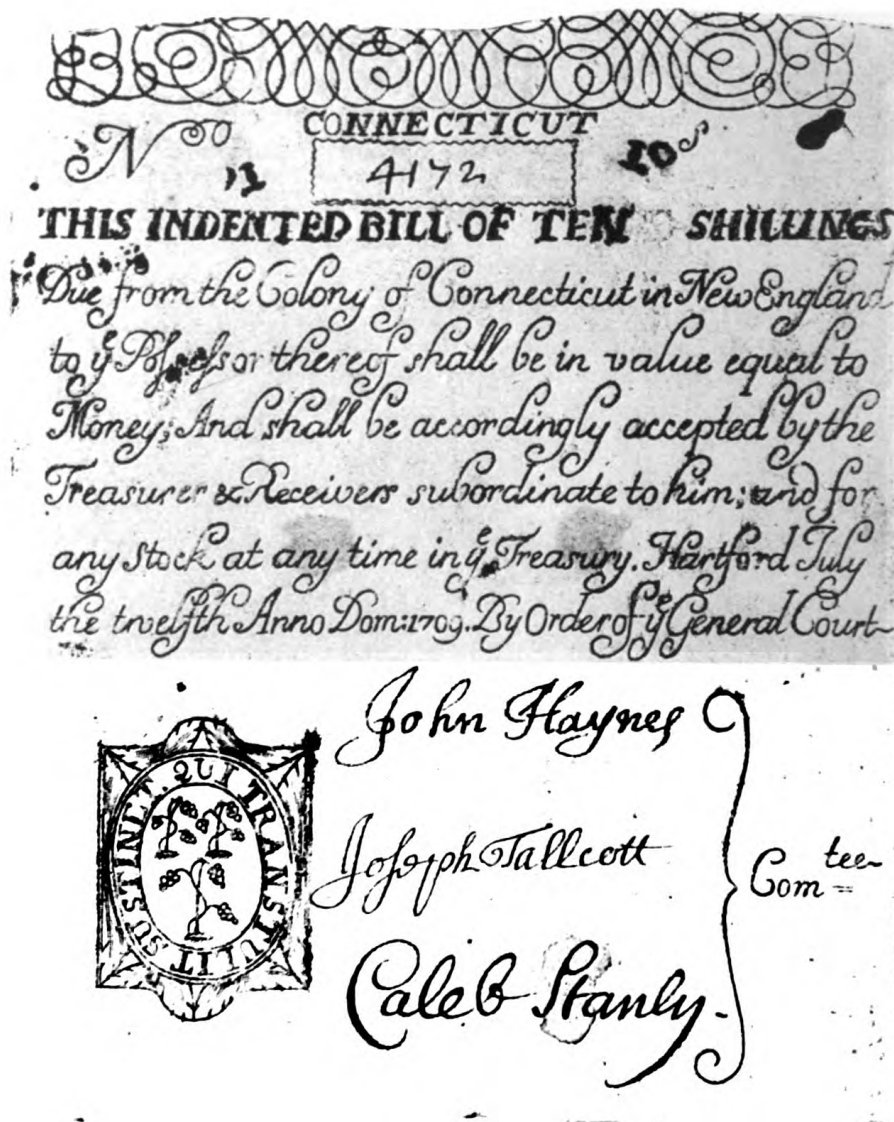 CONNECTICUT
No 4172 10s
THIS INDENTED BILL OF TEN SHILLINGS
Due from the Colony of Connecticut in New England
to yͤ Poſseſsor thereof shall be in value equal to
Money; And shall be accordingly accepted by the
Treasurer & Receivers subordinate to him; and for
any Stock at any time in yͤ Treasury. Hartford July
the twelfth Anno Dom: 1709. By Order of yͤ General Court
John Haynes
Joseph Tallcott
Comtee
Caleb Stanly.
SUSTINET. QUI TRANSTULIT